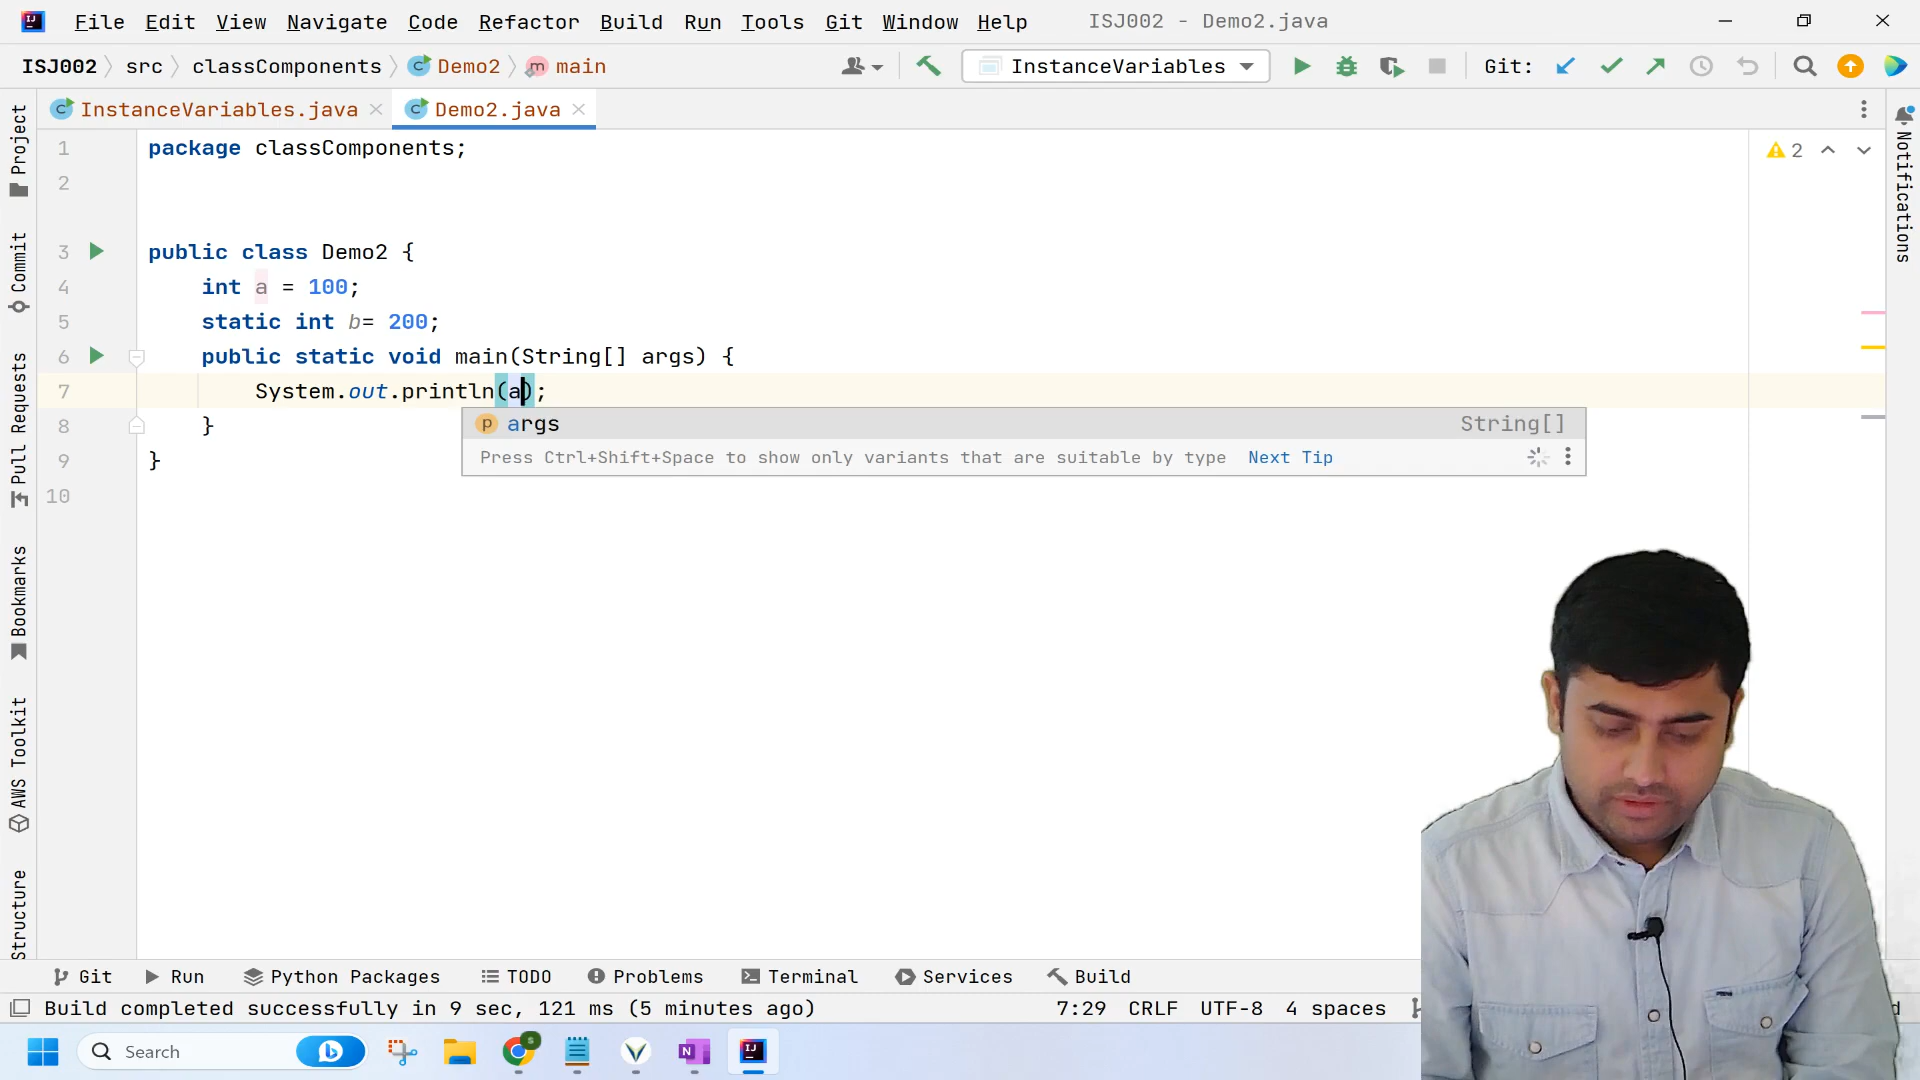 File Edit View Navigate Code Refactor Build Run Tools Git Window Help ISJ002 - Demo2.java
ISJ002 src classComponents Demo2 main InstanceVariables Git:
InstanceVariables.java Demo2.java
1 package classComponents;
2
3 public class Demo2 {
4 int a = 100;
5 static int b= 200;
6 public static void main(String[] args) {
7 System.out.println(a);
8 }
9 }
10
args String[]
Press Ctrl+Shift+Space to show only variants that are suitable by type Next Tip
2
Project
Commit
Pull Requests
Bookmarks
AWS Toolkit
Structure
Notifications
Git Run Python Packages TODO Problems Terminal Services Build
Build completed successfully in 9 sec, 121 ms (5 minutes ago) 7:29 CRLF UTF-8 4 spaces
Search